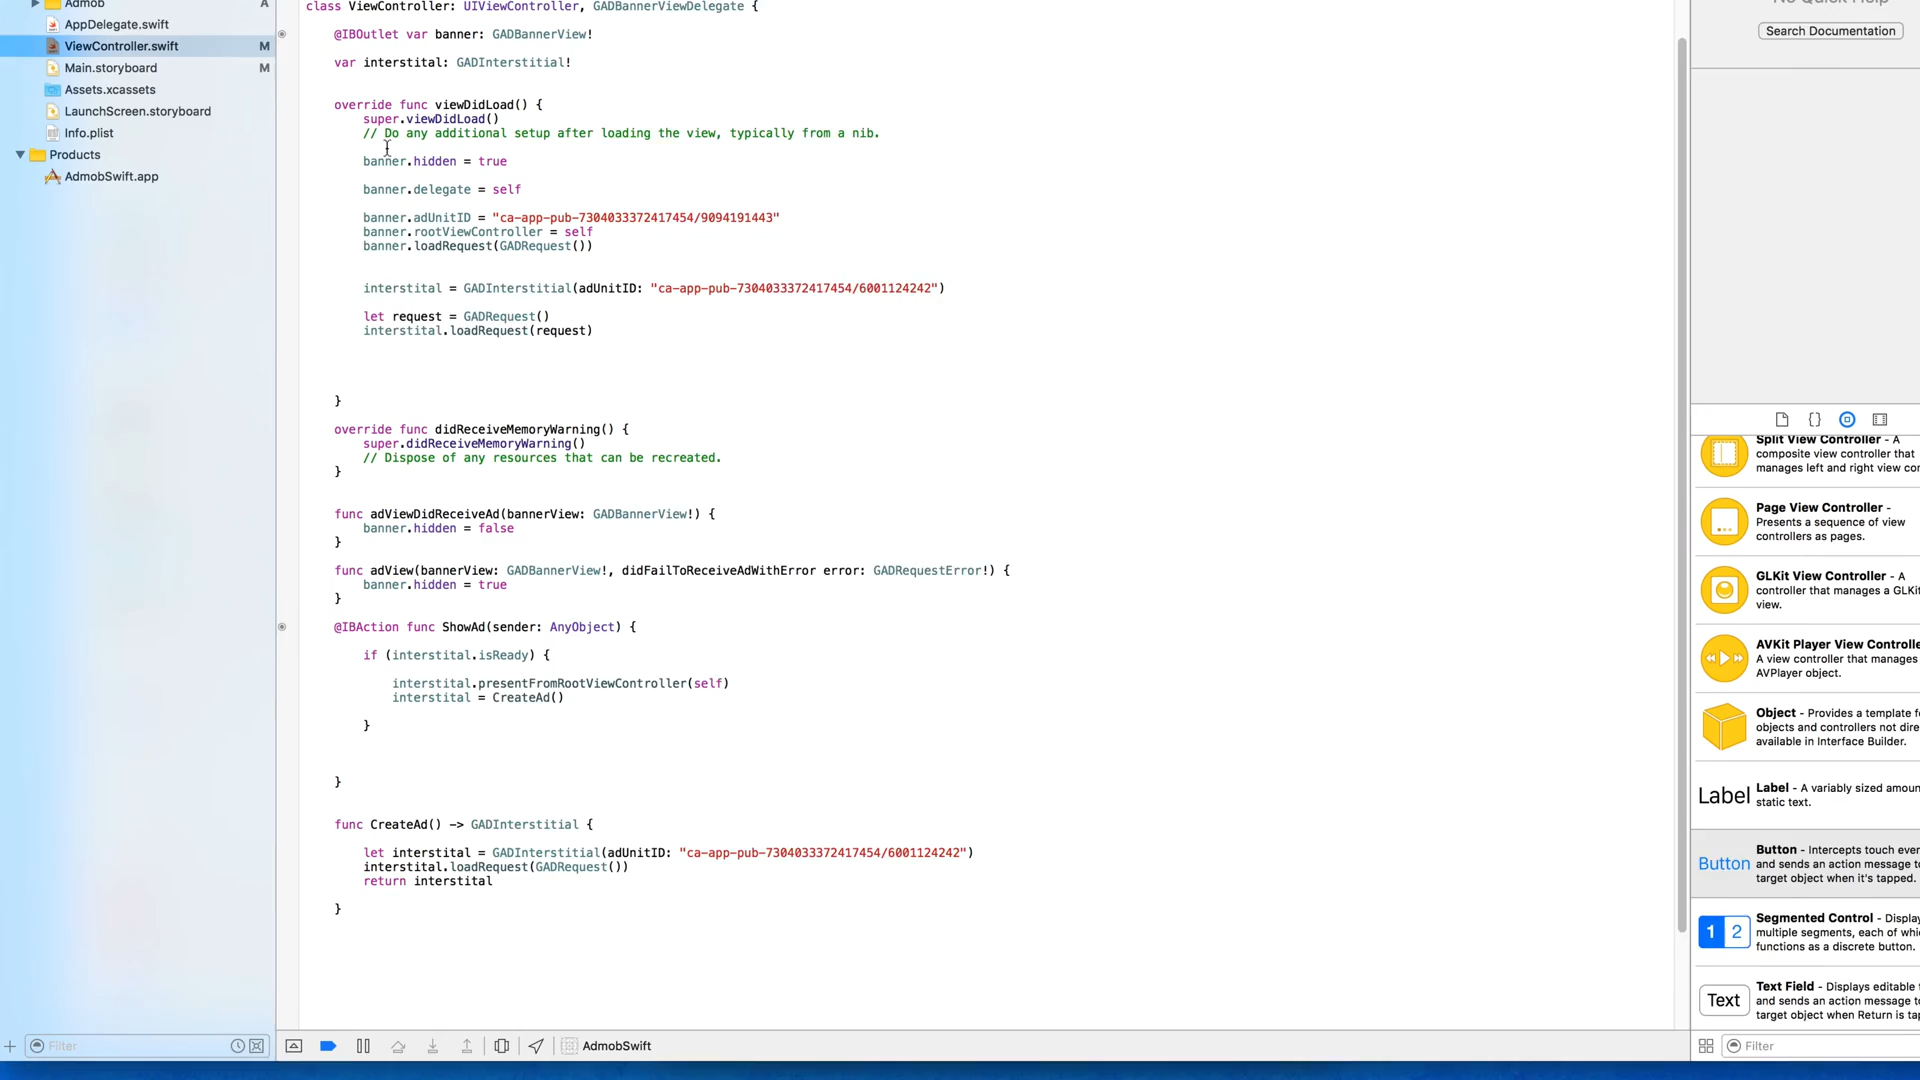 Admob A
AppDelegate.swift
ViewController.swift M
Main.storyboard M
Assets.xcassets
LaunchScreen.storyboard
Info.plist
Products
AdmobSwift.app
Filter
class ViewController: UIViewController, GADBannerViewDelegate {
@IBOutlet var banner: GADBannerView!
var interstital: GADInterstitial!
override func viewDidLoad() {
super.viewDidLoad()
// Do any additional setup after loading the view, typically from a nib.
banner.hidden = true
banner.delegate = self
banner.adUnitID = "ca-app-pub-7304033372417454/9094191443"
banner.rootViewController = self
banner.loadRequest(GADRequest())
interstital = GADInterstitial(adUnitID: "ca-app-pub-7304033372417454/6001124242")
let request = GADRequest()
interstital.loadRequest(request)
}
override func didReceiveMemoryWarning() {
super.didReceiveMemoryWarning()
// Dispose of any resources that can be recreated.
}
func adViewDidReceiveAd(bannerView: GADBannerView!) {
banner.hidden = false
}
func adView(bannerView: GADBannerView!, didFailToReceiveAdWithError error: GADRequestError!) {
banner.hidden = true
}
@IBAction func ShowAd(sender: AnyObject) {
if (interstital.isReady) {
interstital.presentFromRootViewController(self)
interstital = CreateAd()
}
}
func CreateAd() -> GADInterstitial {
let interstital = GADInterstitial(adUnitID: "ca-app-pub-7304033372417454/6001124242")
interstital.loadRequest(GADRequest())
return interstital
}
AdmobSwift
No Quick Help
Search Documentation
{ }
Split View Controller - A
composite view controller that
manages left and right view con
Page View Controller -
Presents a sequence of view
controllers as pages.
GLKit View Controller - A
controller that manages a GLKit
view.
AVKit Player View Controlle
A view controller that manages
AVPlayer object.
Object - Provides a template fo
objects and controllers not dire
available in Interface Builder.
Label
Label - A variably sized amoun
static text.
Button
Button - Intercepts touch even
and sends an action message to
target object when it's tapped.
1 2
Segmented Control - Display
multiple segments, each of whic
functions as a discrete button.
Text
Text Field - Displays editable t
and sends an action message to
target object when Return is tap
Filter